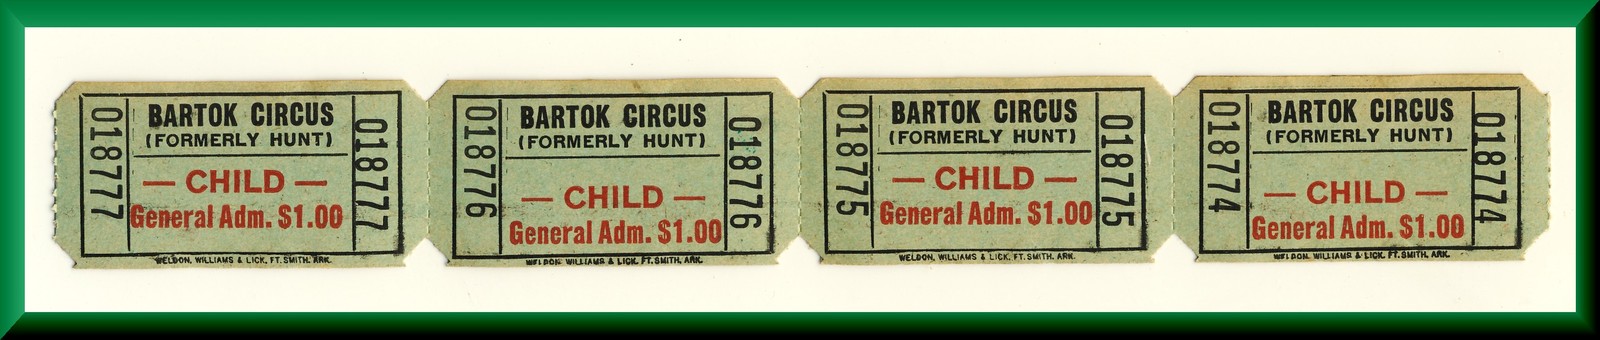 018777
BARTOK CIRCUS
(FORMERLY HUNT)
— CHILD —
General Adm. $1.00
018777
WELDON, WILLIAMS & LICK, FT. SMITH, ARK.
018776
BARTOK CIRCUS
(FORMERLY HUNT)
— CHILD —
General Adm. $1.00
018776
WELDON, WILLIAMS & LICK, FT. SMITH, ARK.
018775
BARTOK CIRCUS
(FORMERLY HUNT)
— CHILD —
General Adm. $1.00
018775
WELDON, WILLIAMS & LICK, FT. SMITH, ARK.
018774
BARTOK CIRCUS
(FORMERLY HUNT)
— CHILD —
General Adm. $1.00
018774
WELDON, WILLIAMS & LICK, FT. SMITH, ARK.